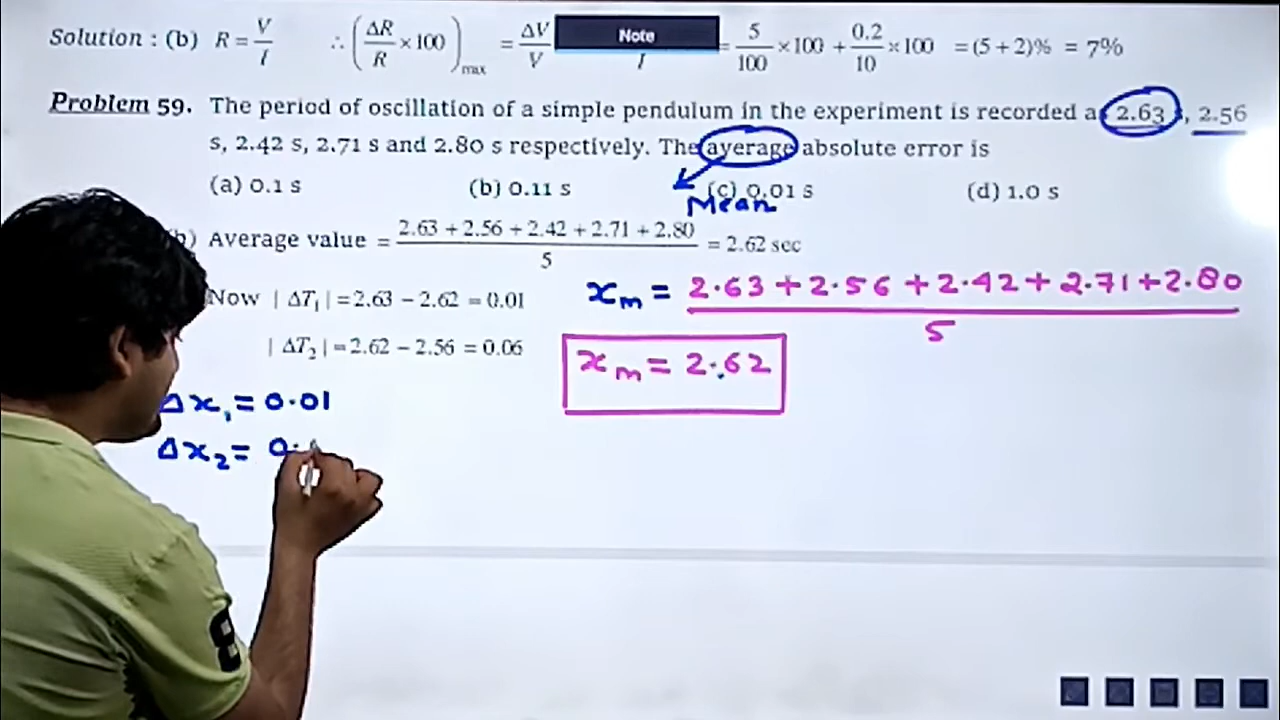 Solution : (b) R = V/I ∴ (ΔR/R × 100)max = ΔV/V Note I = 5/100 × 100 + 0.2/10 × 100 = (5 + 2)% = 7%
Problem 59. The period of oscillation of a simple pendulum in the experiment is recorded a 2.63 s, 2.56
s, 2.42 s, 2.71 s and 2.80 s respectively. The average absolute error is
(a) 0.1 s (b) 0.11 s (c) 0.01 s (d) 1.0 s
Mean
b) Average value = 2.63 + 2.56 + 2.42 + 2.71 + 2.80 / 5 = 2.62 sec
Now | ΔT₁ | = 2.63 − 2.62 = 0.01
xₘ = 2.63 + 2.56 + 2.42 + 2.71 + 2.80 / 5
| ΔT₂ | = 2.62 − 2.56 = 0.06
xₘ = 2.62
Δx₁ = 0.01
Δx₂ = 0.
8